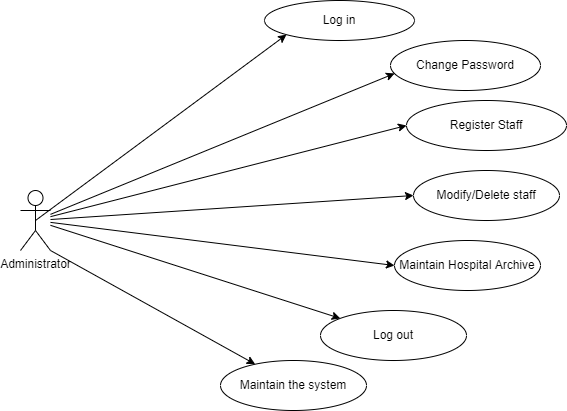 Log in
Change Password
Register Staff
Modify/Delete staff
Administrator
Maintain Hospital Archive
Log out
Maintain the system